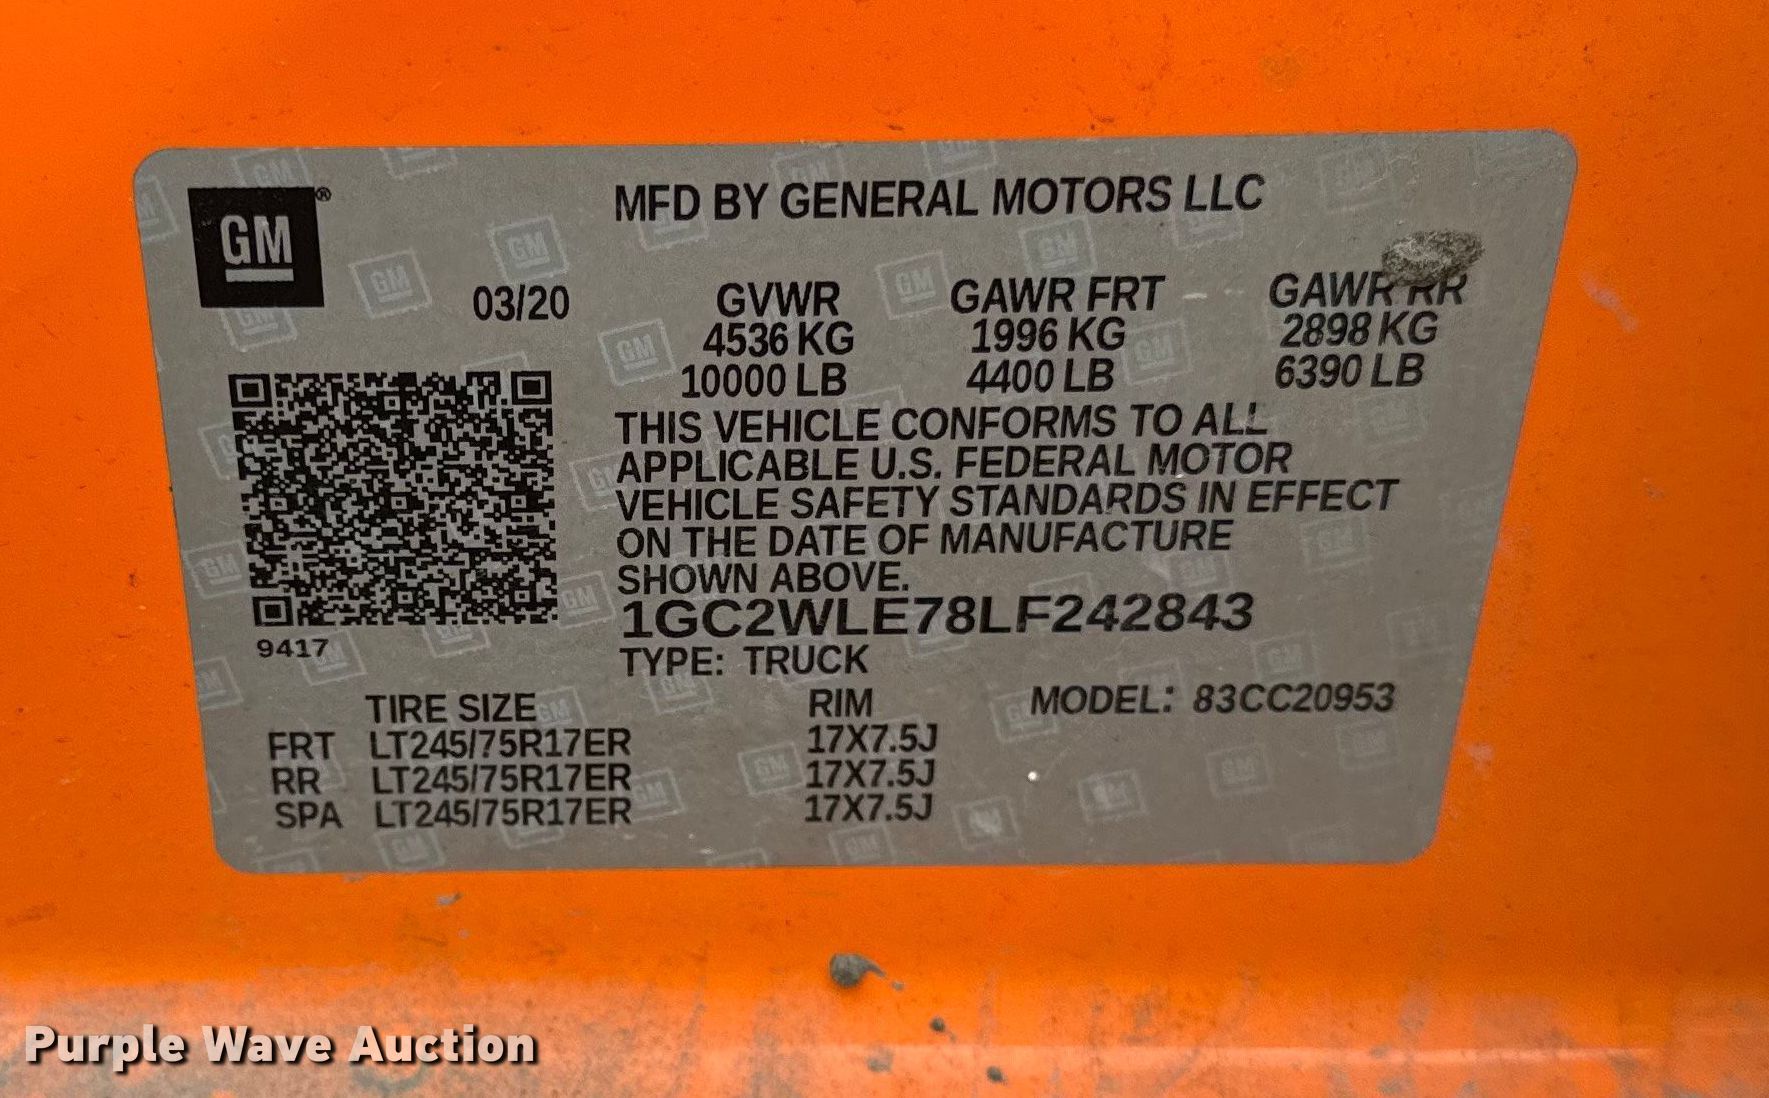 GM®
MFD BY GENERAL MOTORS LLC
03/20 GVWR GAWR FRT GAWR RR
4536 KG 1996 KG 2898 KG
10000 LB 4400 LB 6390 LB
THIS VEHICLE CONFORMS TO ALL
APPLICABLE U.S. FEDERAL MOTOR
VEHICLE SAFETY STANDARDS IN EFFECT
ON THE DATE OF MANUFACTURE
SHOWN ABOVE.
1GC2WLE78LF242843
9417
TYPE: TRUCK
TIRE SIZE RIM MODEL: 83CC20953
FRT LT245/75R17ER 17X7.5J
RR LT245/75R17ER 17X7.5J
SPA LT245/75R17ER 17X7.5J
Purple Wave Auction